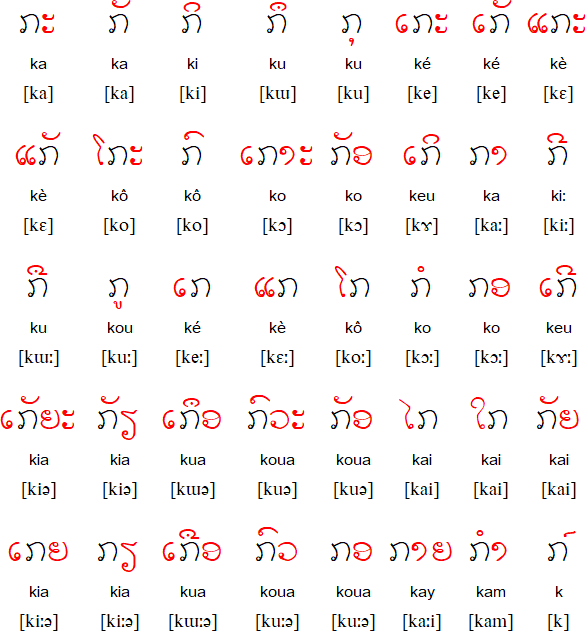 ກະ ກັ ກິ ກຶ ກຸ ເກະ ເກັ ແກະ
ka ka ki ku ku ké ké kè
[ka] [ka] [ki] [kɯ] [ku] [ke] [ke] [kɛ]
ແກັ ໂກະ ກົ ເກາະ ກັອ ເກິ ກາ ກີ
kè kô kô ko ko keu ka ki:
[kɛ] [ko] [ko] [kɔ] [kɔ] [kɤ] [kaː] [kiː]
ກື ກູ ເກ ແກ ໂກ ກໍ ກອ ເກີ
ku kou ké kè kô ko ko keu
[kɯː] [kuː] [keː] [kɛː] [koː] [kɔː] [kɔː] [kɤː]
ເກັຍະ ກັຽ ເກຶອ ກົວະ ກັອ ໄກ ໃກ ກັຍ
kia kia kua koua koua kai kai kai
[kiə] [kiə] [kɯə] [kuə] [kuə] [kai] [kai] [kai]
ເກຍ ກຽ ເກືອ ກົວ ກອ ກາຍ ກຳ ກ໌
kia kia kua koua koua kay kam k
[kiːə] [kiːə] [kɯːə] [kuːə] [kuːə] [kaːi] [kam] [k]